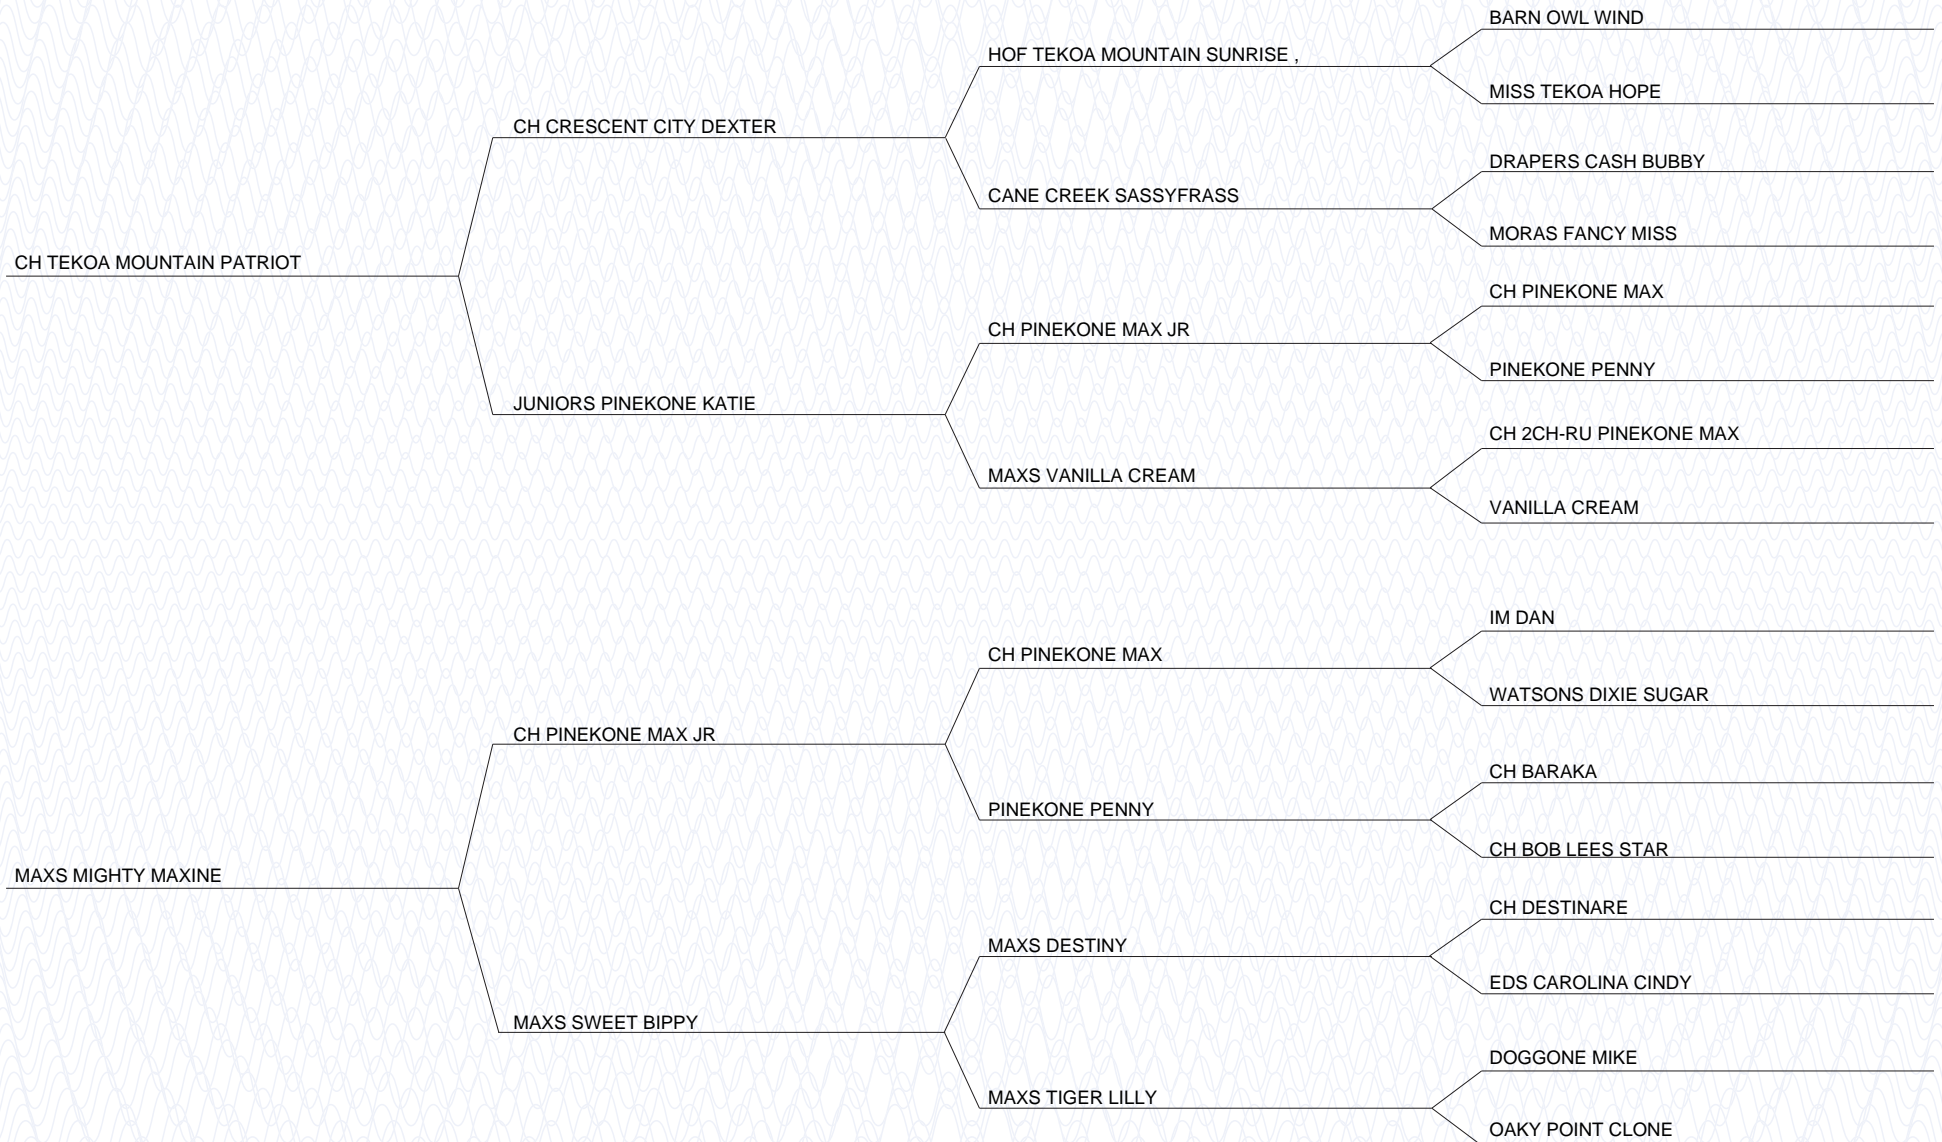 BARN OWL WIND
HOF TEKOA MOUNTAIN SUNRISE ,
MISS TEKOA HOPE
CH CRESCENT CITY DEXTER
DRAPERS CASH BUBBY
CANE CREEK SASSYFRASS
MORAS FANCY MISS
CH TEKOA MOUNTAIN PATRIOT
CH PINEKONE MAX
CH PINEKONE MAX JR
PINEKONE PENNY
JUNIORS PINEKONE KATIE
CH 2CH-RU PINEKONE MAX
MAXS VANILLA CREAM
VANILLA CREAM
IM DAN
CH PINEKONE MAX
WATSONS DIXIE SUGAR
CH PINEKONE MAX JR
CH BARAKA
PINEKONE PENNY
CH BOB LEES STAR
MAXS MIGHTY MAXINE
CH DESTINARE
MAXS DESTINY
EDS CAROLINA CINDY
MAXS SWEET BIPPY
DOGGONE MIKE
MAXS TIGER LILLY
OAKY POINT CLONE